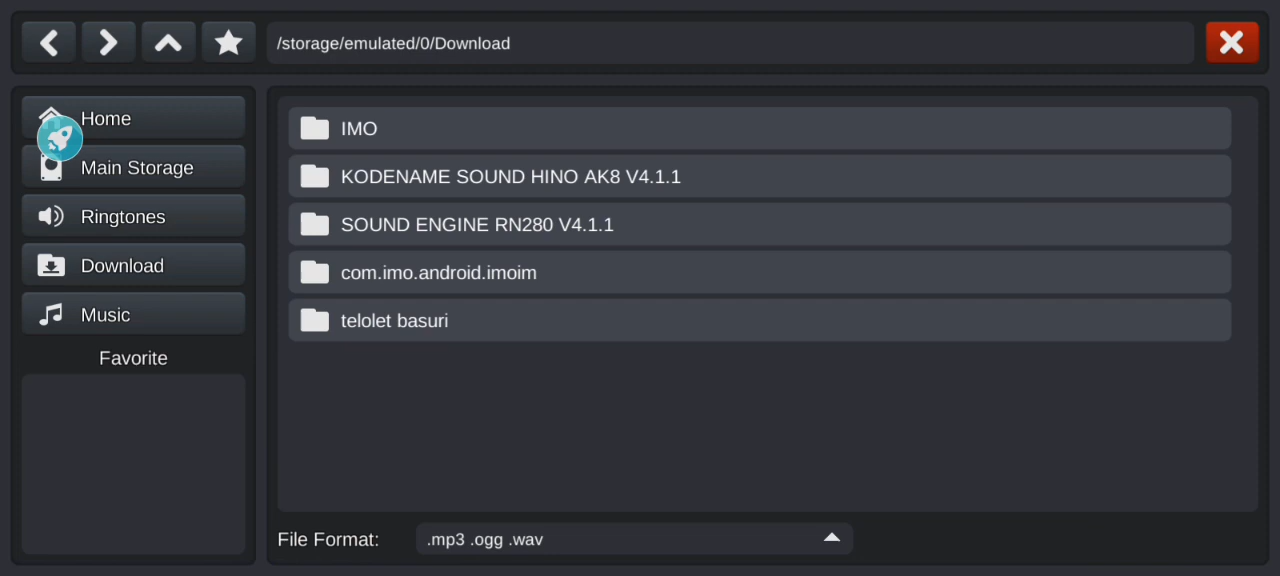 /storage/emulated/0/Download
Home
Main Storage
Ringtones
Download
Music
Favorite
IMO
KODENAME SOUND HINO AK8 V4.1.1
SOUND ENGINE RN280 V4.1.1
com.imo.android.imoim
telolet basuri
File Format:
.mp3 .ogg .wav